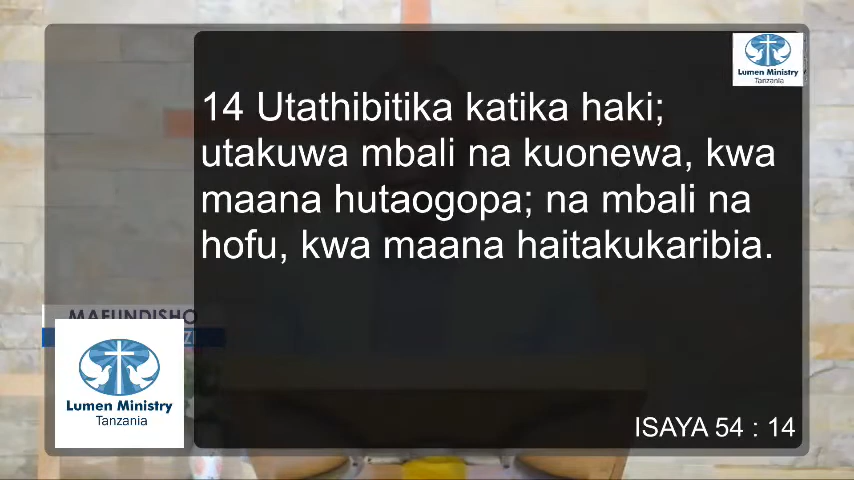 Lumen Ministry
Tanzania
14 Utathibitika katika haki;
utakuwa mbali na kuonewa, kwa
maana hutaogopa; na mbali na
hofu, kwa maana haitakukaribia.
MAFUNDISHO
Lumen Ministry
Tanzania
ISAYA 54 : 14